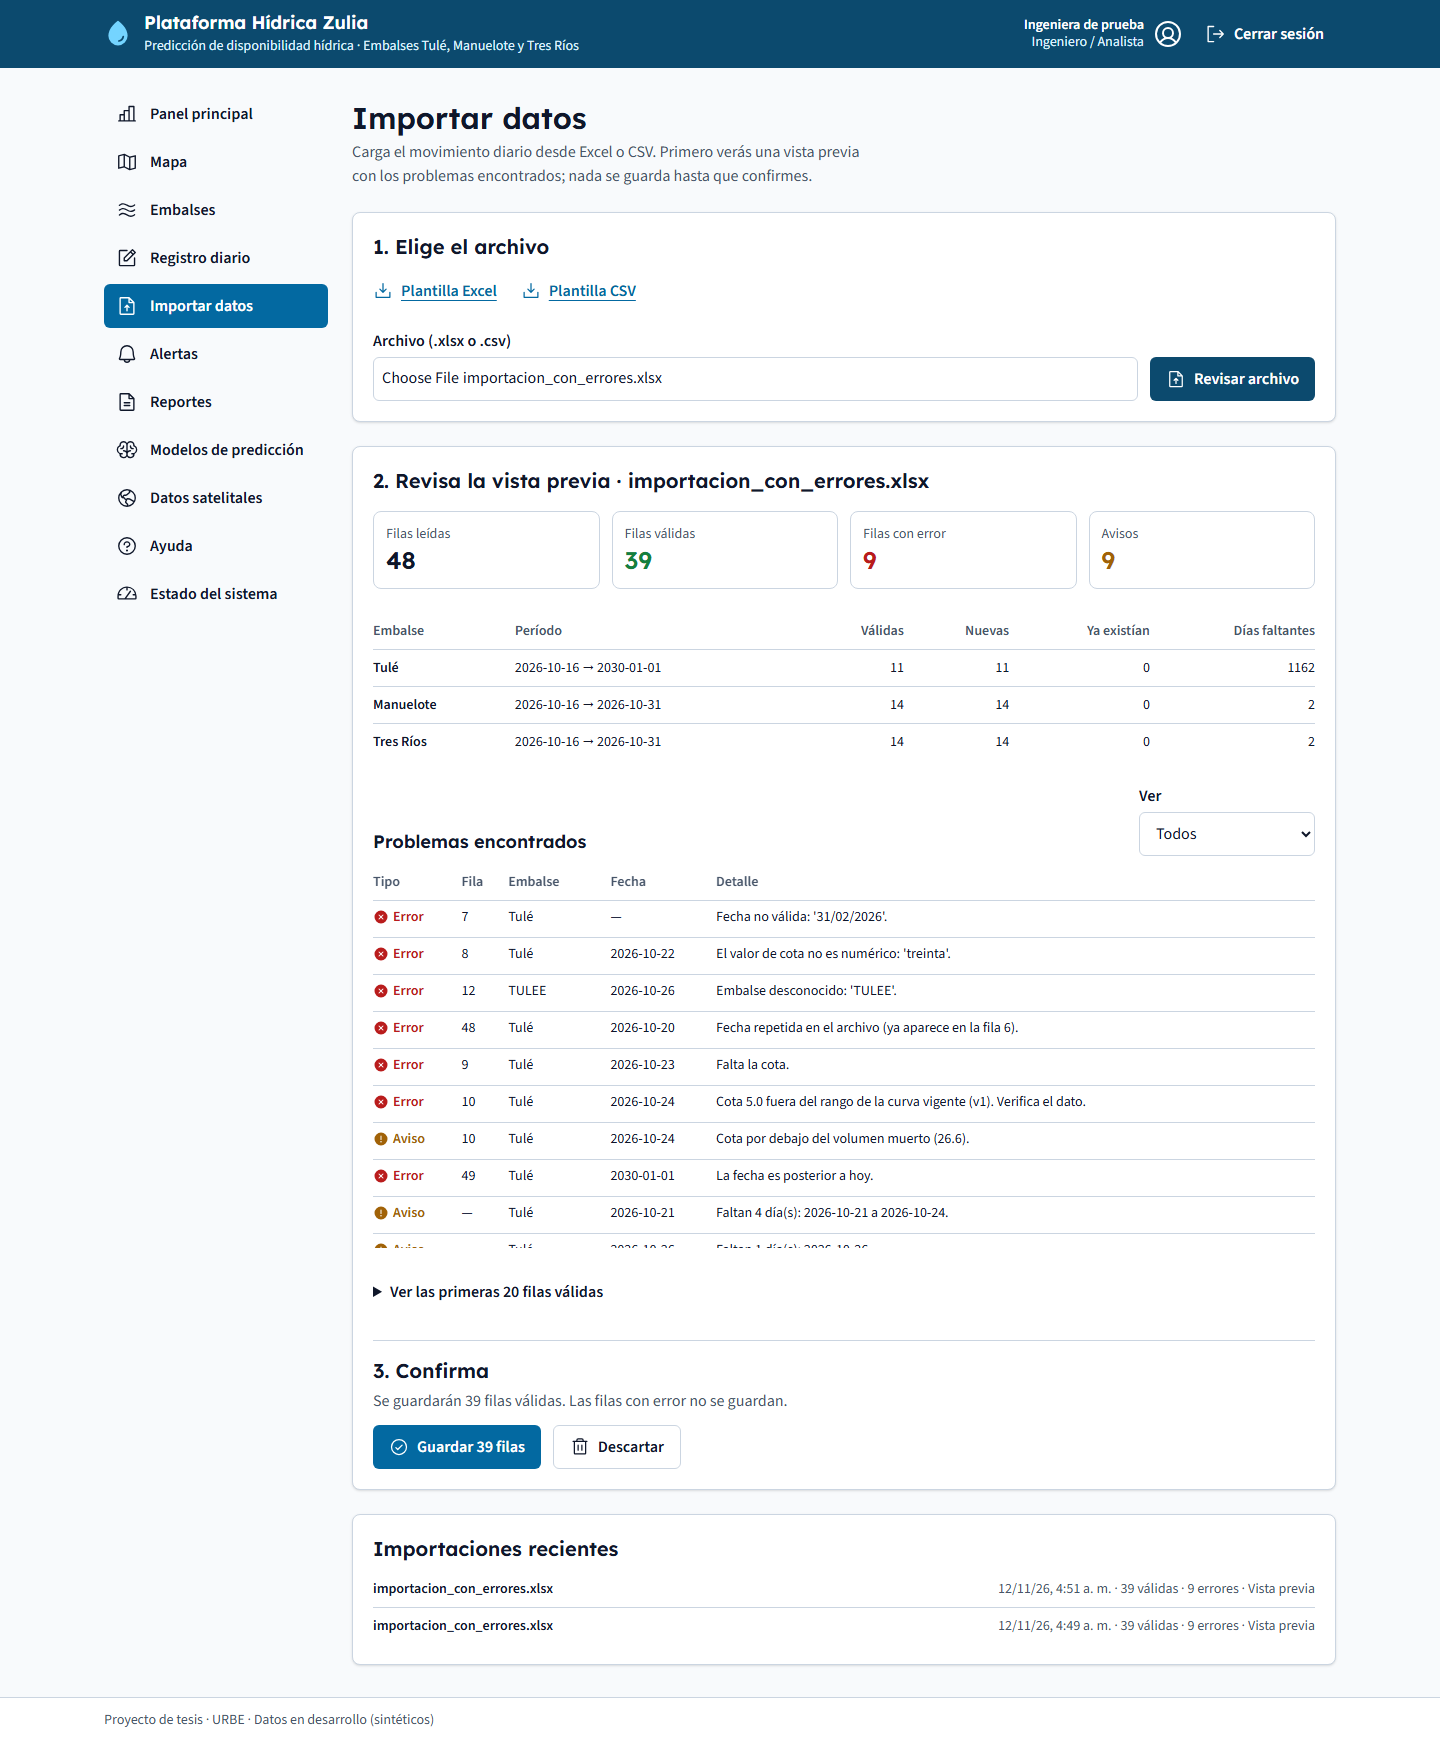 Plataforma Hídrica Zulia
Predicción de disponibilidad hídrica · Embalses Tulé, Manuelote y Tres Ríos
Ingeniera de prueba
Ingeniero / Analista
Cerrar sesión
Panel principal
Mapa
Embalses
Registro diario
Importar datos
Alertas
Reportes
Modelos de predicción
Datos satelitales
Ayuda
Estado del sistema
Importar datos
Carga el movimiento diario desde Excel o CSV. Primero verás una vista previa
con los problemas encontrados; nada se guarda hasta que confirmes.
1. Elige el archivo
Plantilla Excel Plantilla CSV
Archivo (.xlsx o .csv)
Choose File importacion_con_errores.xlsx
Revisar archivo
2. Revisa la vista previa · importacion_con_errores.xlsx
Filas leídas Filas válidas Filas con error Avisos
48 39 9 9
Embalse Período Válidas Nuevas Ya existían Días faltantes
Tulé 2026-10-16 → 2030-01-01 11 11 0 1162
Manuelote 2026-10-16 → 2026-10-31 14 14 0 2
Tres Ríos 2026-10-16 → 2026-10-31 14 14 0 2
Ver
Todos
Problemas encontrados
Tipo Fila Embalse Fecha Detalle
Error 7 Tulé — Fecha no válida: '31/02/2026'.
Error 8 Tulé 2026-10-22 El valor de cota no es numérico: 'treinta'.
Error 12 TULEE 2026-10-26 Embalse desconocido: 'TULEE'.
Error 48 Tulé 2026-10-20 Fecha repetida en el archivo (ya aparece en la fila 6).
Error 9 Tulé 2026-10-23 Falta la cota.
Error 10 Tulé 2026-10-24 Cota 5.0 fuera del rango de la curva vigente (v1). Verifica el dato.
Aviso 10 Tulé 2026-10-24 Cota por debajo del volumen muerto (26.6).
Error 49 Tulé 2030-01-01 La fecha es posterior a hoy.
Aviso — Tulé 2026-10-21 Faltan 4 día(s): 2026-10-21 a 2026-10-24.
Ver las primeras 20 filas válidas
3. Confirma
Se guardarán 39 filas válidas. Las filas con error no se guardan.
Guardar 39 filas
Descartar
Importaciones recientes
importacion_con_errores.xlsx 12/11/26, 4:51 a. m. · 39 válidas · 9 errores · Vista previa
importacion_con_errores.xlsx 12/11/26, 4:49 a. m. · 39 válidas · 9 errores · Vista previa
Proyecto de tesis · URBE · Datos en desarrollo (sintéticos)